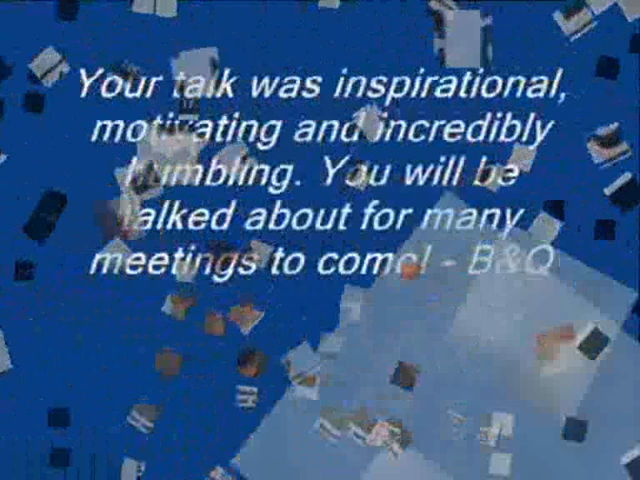 Your talk was inspirational,
motivating and incredibly
humbling. You will be
talked about for many
meetings to come! - B&Q